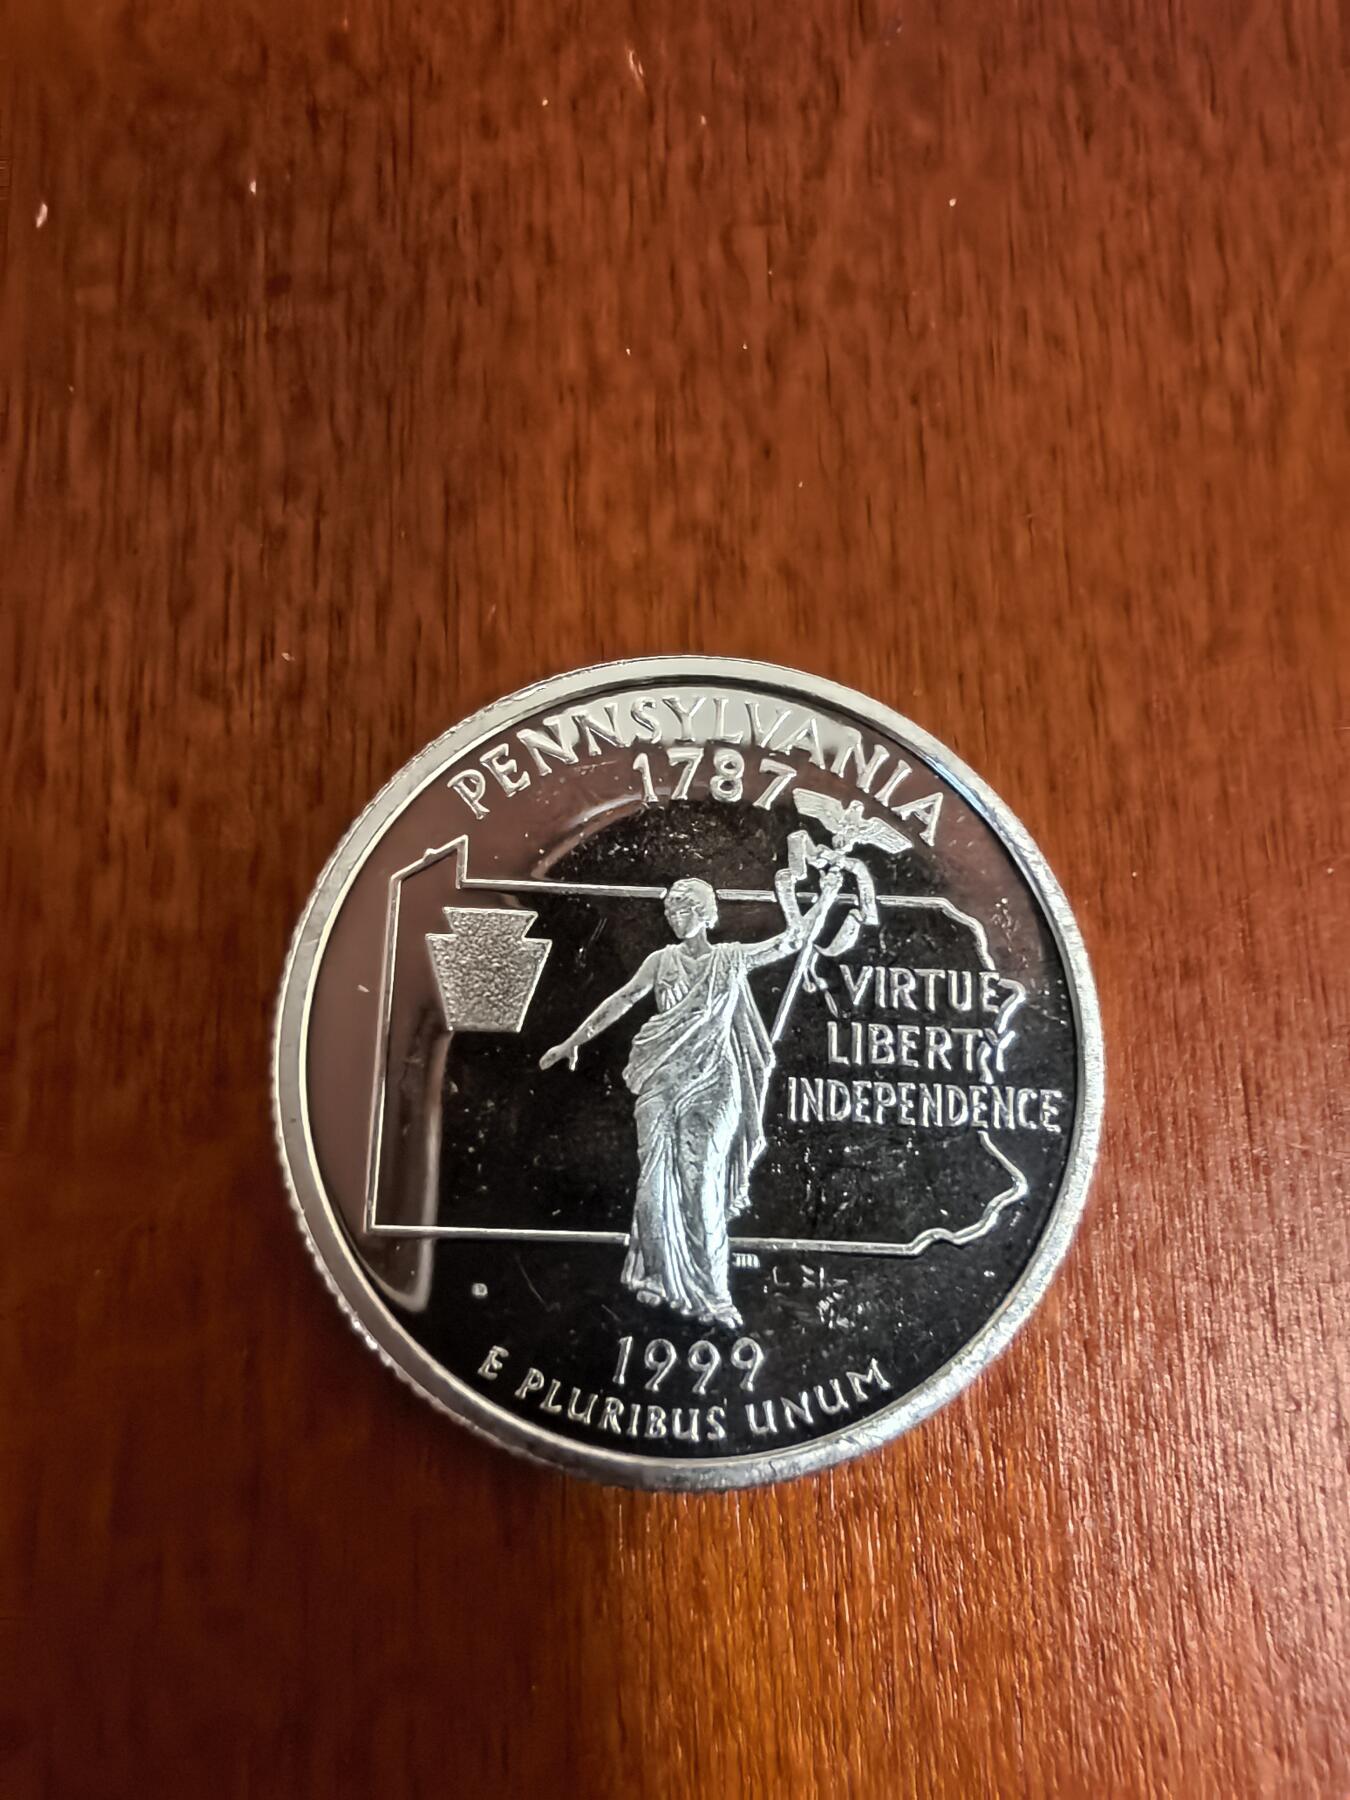 PENNSYLVANIA
1787
VIRTUE
LIBERTY
INDEPENDENCE
1999
E PLURIBUS UNUM